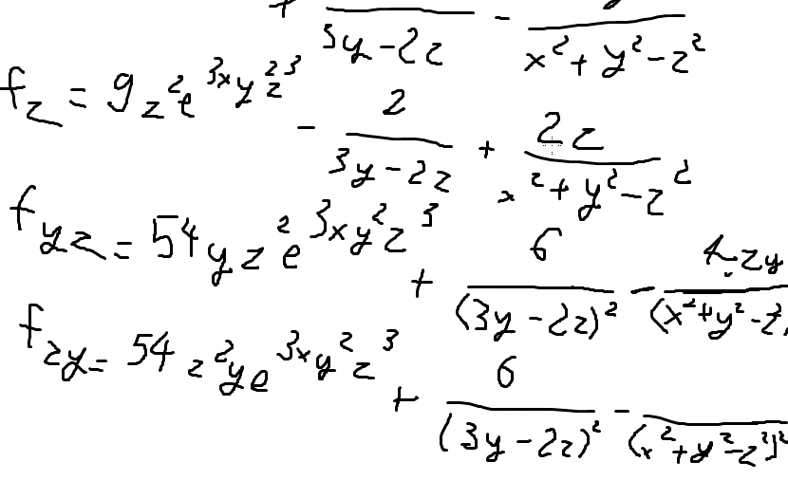 + ――― / (3y - 2z) - ――― / (x² + y² - z²)
f_z = 9z²e^3xy²z³ - 2/(3y - 2z) + 2z/(x² + y² - z²)
f_yz = 54yz²e^3xy²z³ + 6/(3y - 2z)² - 4zy/(x² + y² - z²
f_zy = 54z²ye^3xy²z³ + 6/(3y - 2z)² - ――― / (x² + y² - z²)²